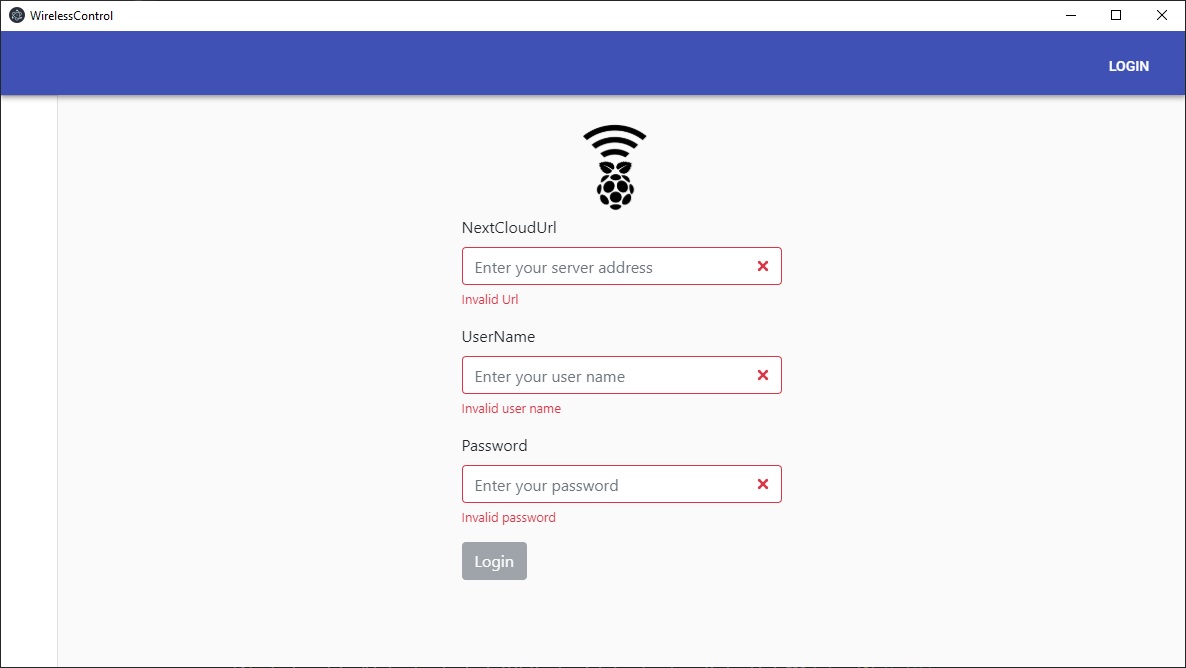 WirelessControl
LOGIN
NextCloudUrl
Enter your server address
Invalid Url
UserName
Enter your user name
Invalid user name
Password
Enter your password
Invalid password
Login